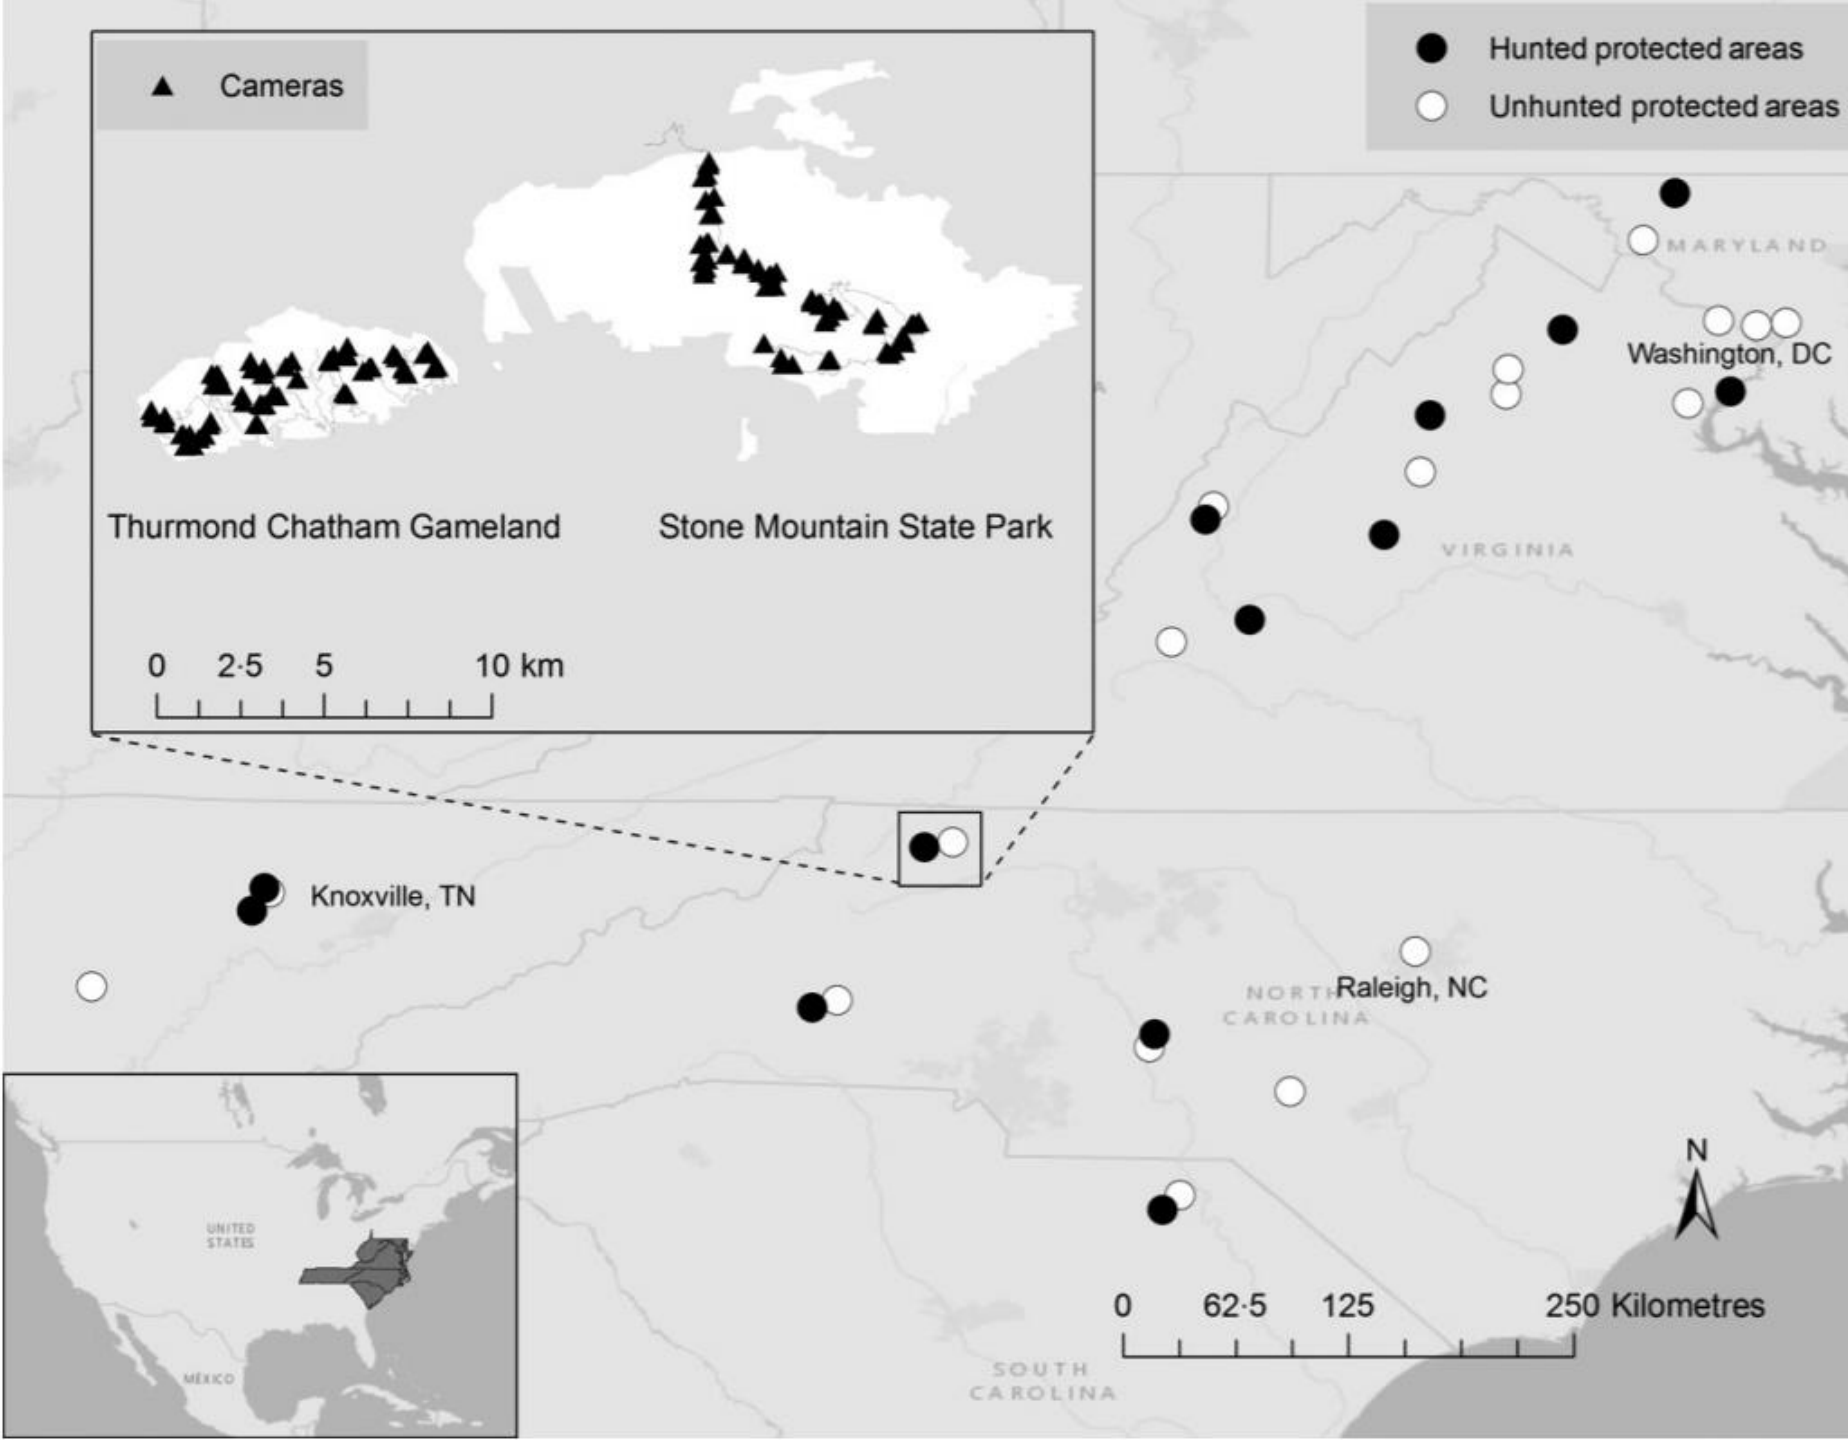 Cameras
Hunted protected areas
Unhunted protected areas
MARYLAND
Washington, DC
Thurmond Chatham Gameland
Stone Mountain State Park
VIRGINIA
0 2·5 5 10 km
Knoxville, TN
Raleigh, NC
NORTH
CAROLINA
N
UNITED
STATES
0 62·5 125 250 Kilometres
MÉXICO
SOUTH
CAROLINA